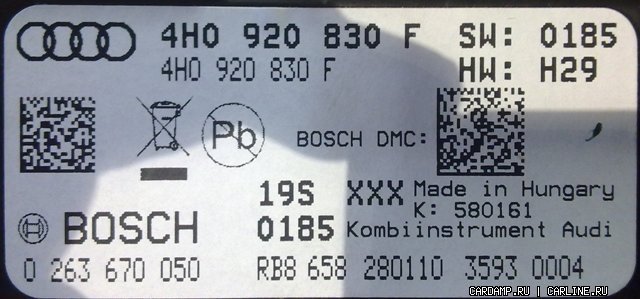 4H0 920 830 F SW: 0185
4H0 920 830 F HW: H29
Pb BOSCH DMC:
19S XXX Made in Hungary
K: 580161
BOSCH 0185 Kombiinstrument Audi
0 263 670 050 RB8 658 280110 3593 0004
CARDAMP.RU | CARLINE.RU